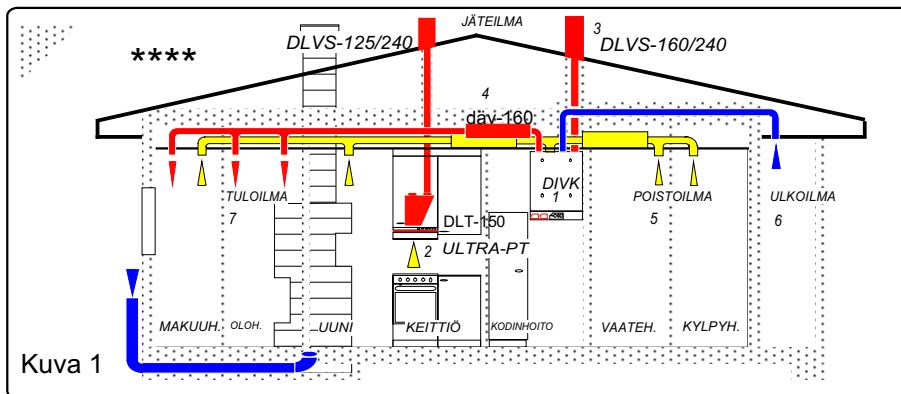 JÄTEILMA
DLVS-125/240
3
DLVS-160/240
****
4
däv-160
DIVK
1
TULOILMA
7
DLT-150
2
ULTRA-PT
POISTOILMA
5
ULKOILMA
6
MAKUUH.
OLOH.
UUNI
KEITTIÖ
KODINHOITO
VAATEH.
KYLPYH.
Kuva 1